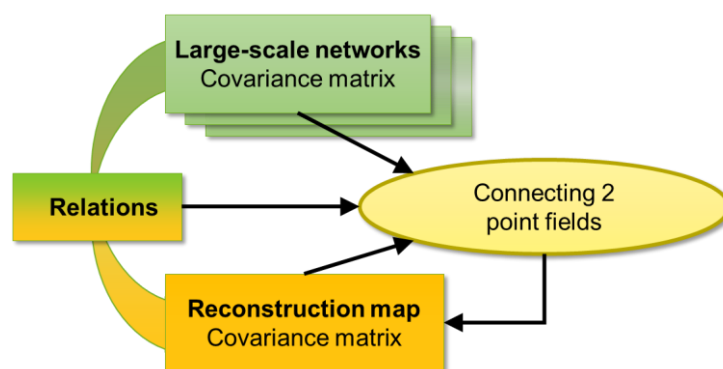 Large-scale networks
Covariance matrix
Relations
Connecting 2
point fields
Reconstruction map
Covariance matrix